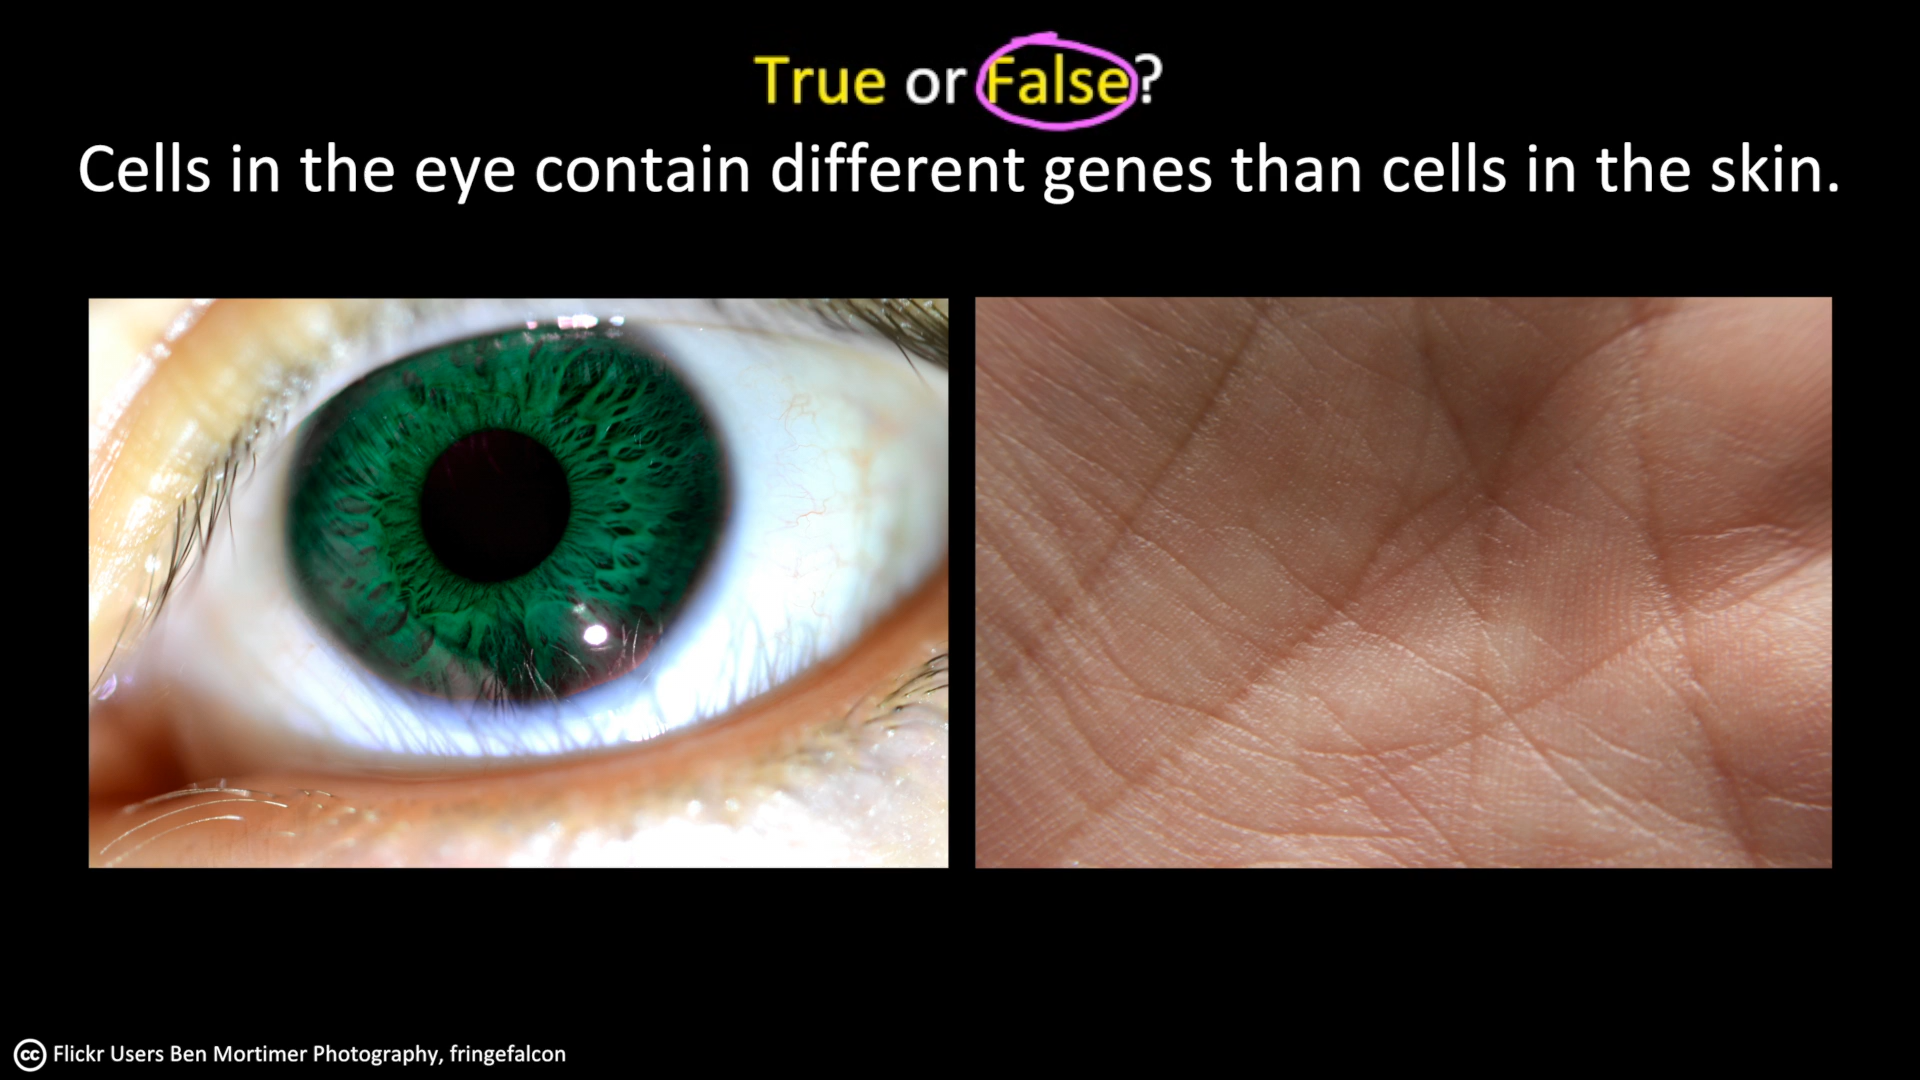 True or False?
Cells in the eye contain different genes than cells in the skin.
cc Flickr Users Ben Mortimer Photography, fringefalcon